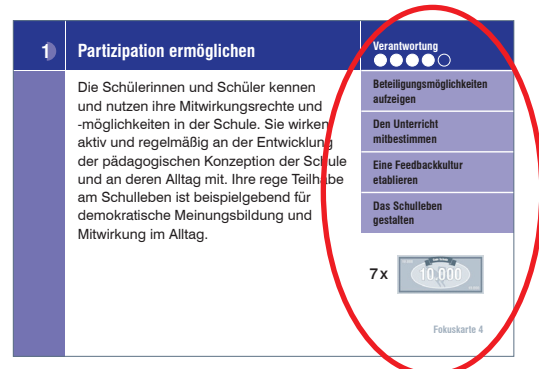 1 Partizipation ermöglichen
Verantwortung
Die Schülerinnen und Schüler kennen
und nutzen ihre Mitwirkungsrechte und
-möglichkeiten in der Schule. Sie wirken
aktiv und regelmäßig an der Entwicklung
der pädagogischen Konzeption der Schule
und an deren Alltag mit. Ihre rege Teilhabe
am Schulleben ist beispielgebend für
demokratische Meinungsbildung und
Mitwirkung im Alltag.
Beteiligungsmöglichkeiten
aufzeigen
Den Unterricht
mitbestimmen
Eine Feedbackkultur
etablieren
Das Schulleben
gestalten
7 x 10.000
Fokuskarte 4